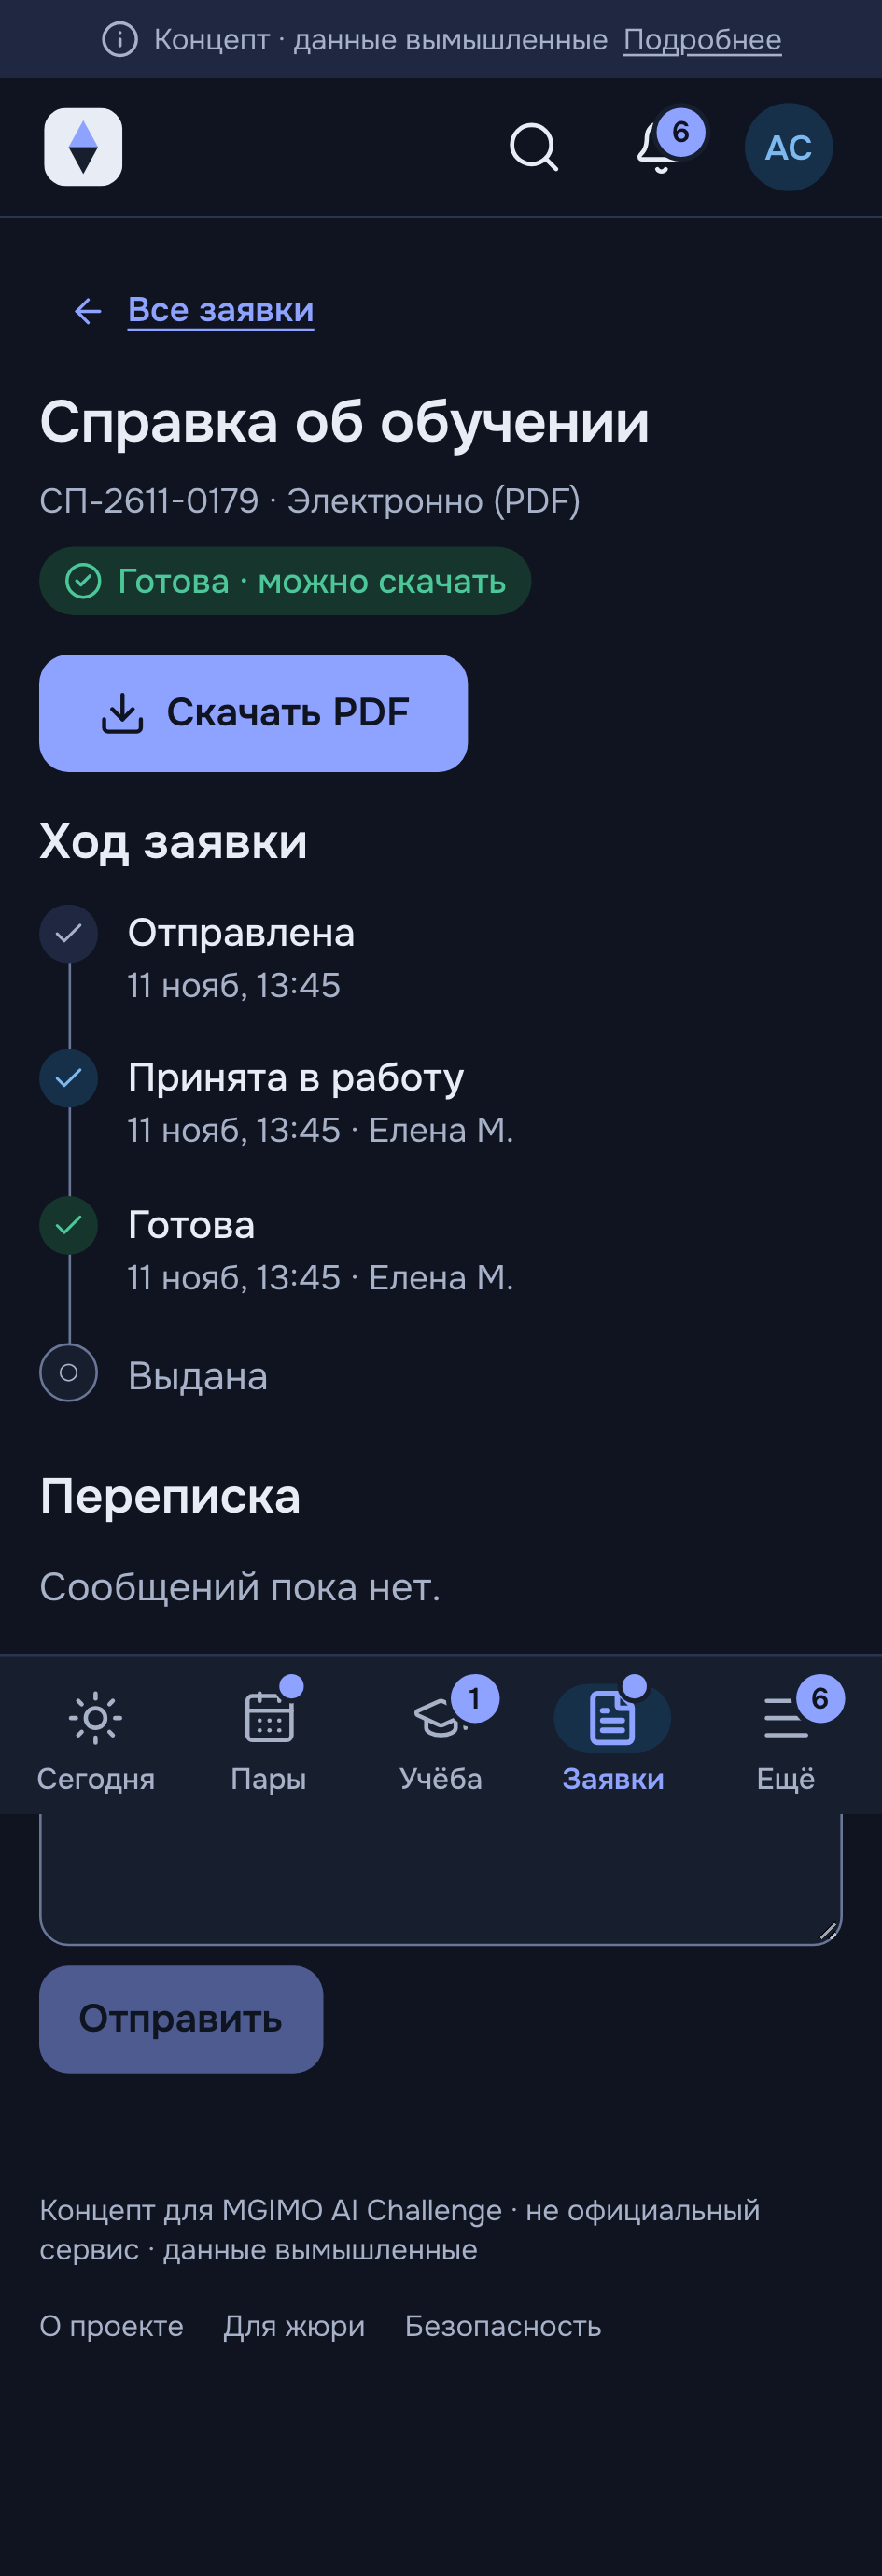 Концепт · данные вымышленные Подробнее
6
АС
Все заявки
Справка об обучении
СП-2611-0179 · Электронно (PDF)
Готова · можно скачать
Скачать PDF
Ход заявки
Отправлена
11 нояб, 13:45
Принята в работу
11 нояб, 13:45 · Елена М.
Готова
11 нояб, 13:45 · Елена М.
Выдана
Переписка
Сообщений пока нет.
1
6
Сегодня Пары Учёба Заявки Ещё
Отправить
Концепт для MGIMO AI Challenge · не официальный
сервис · данные вымышленные
О проекте Для жюри Безопасность